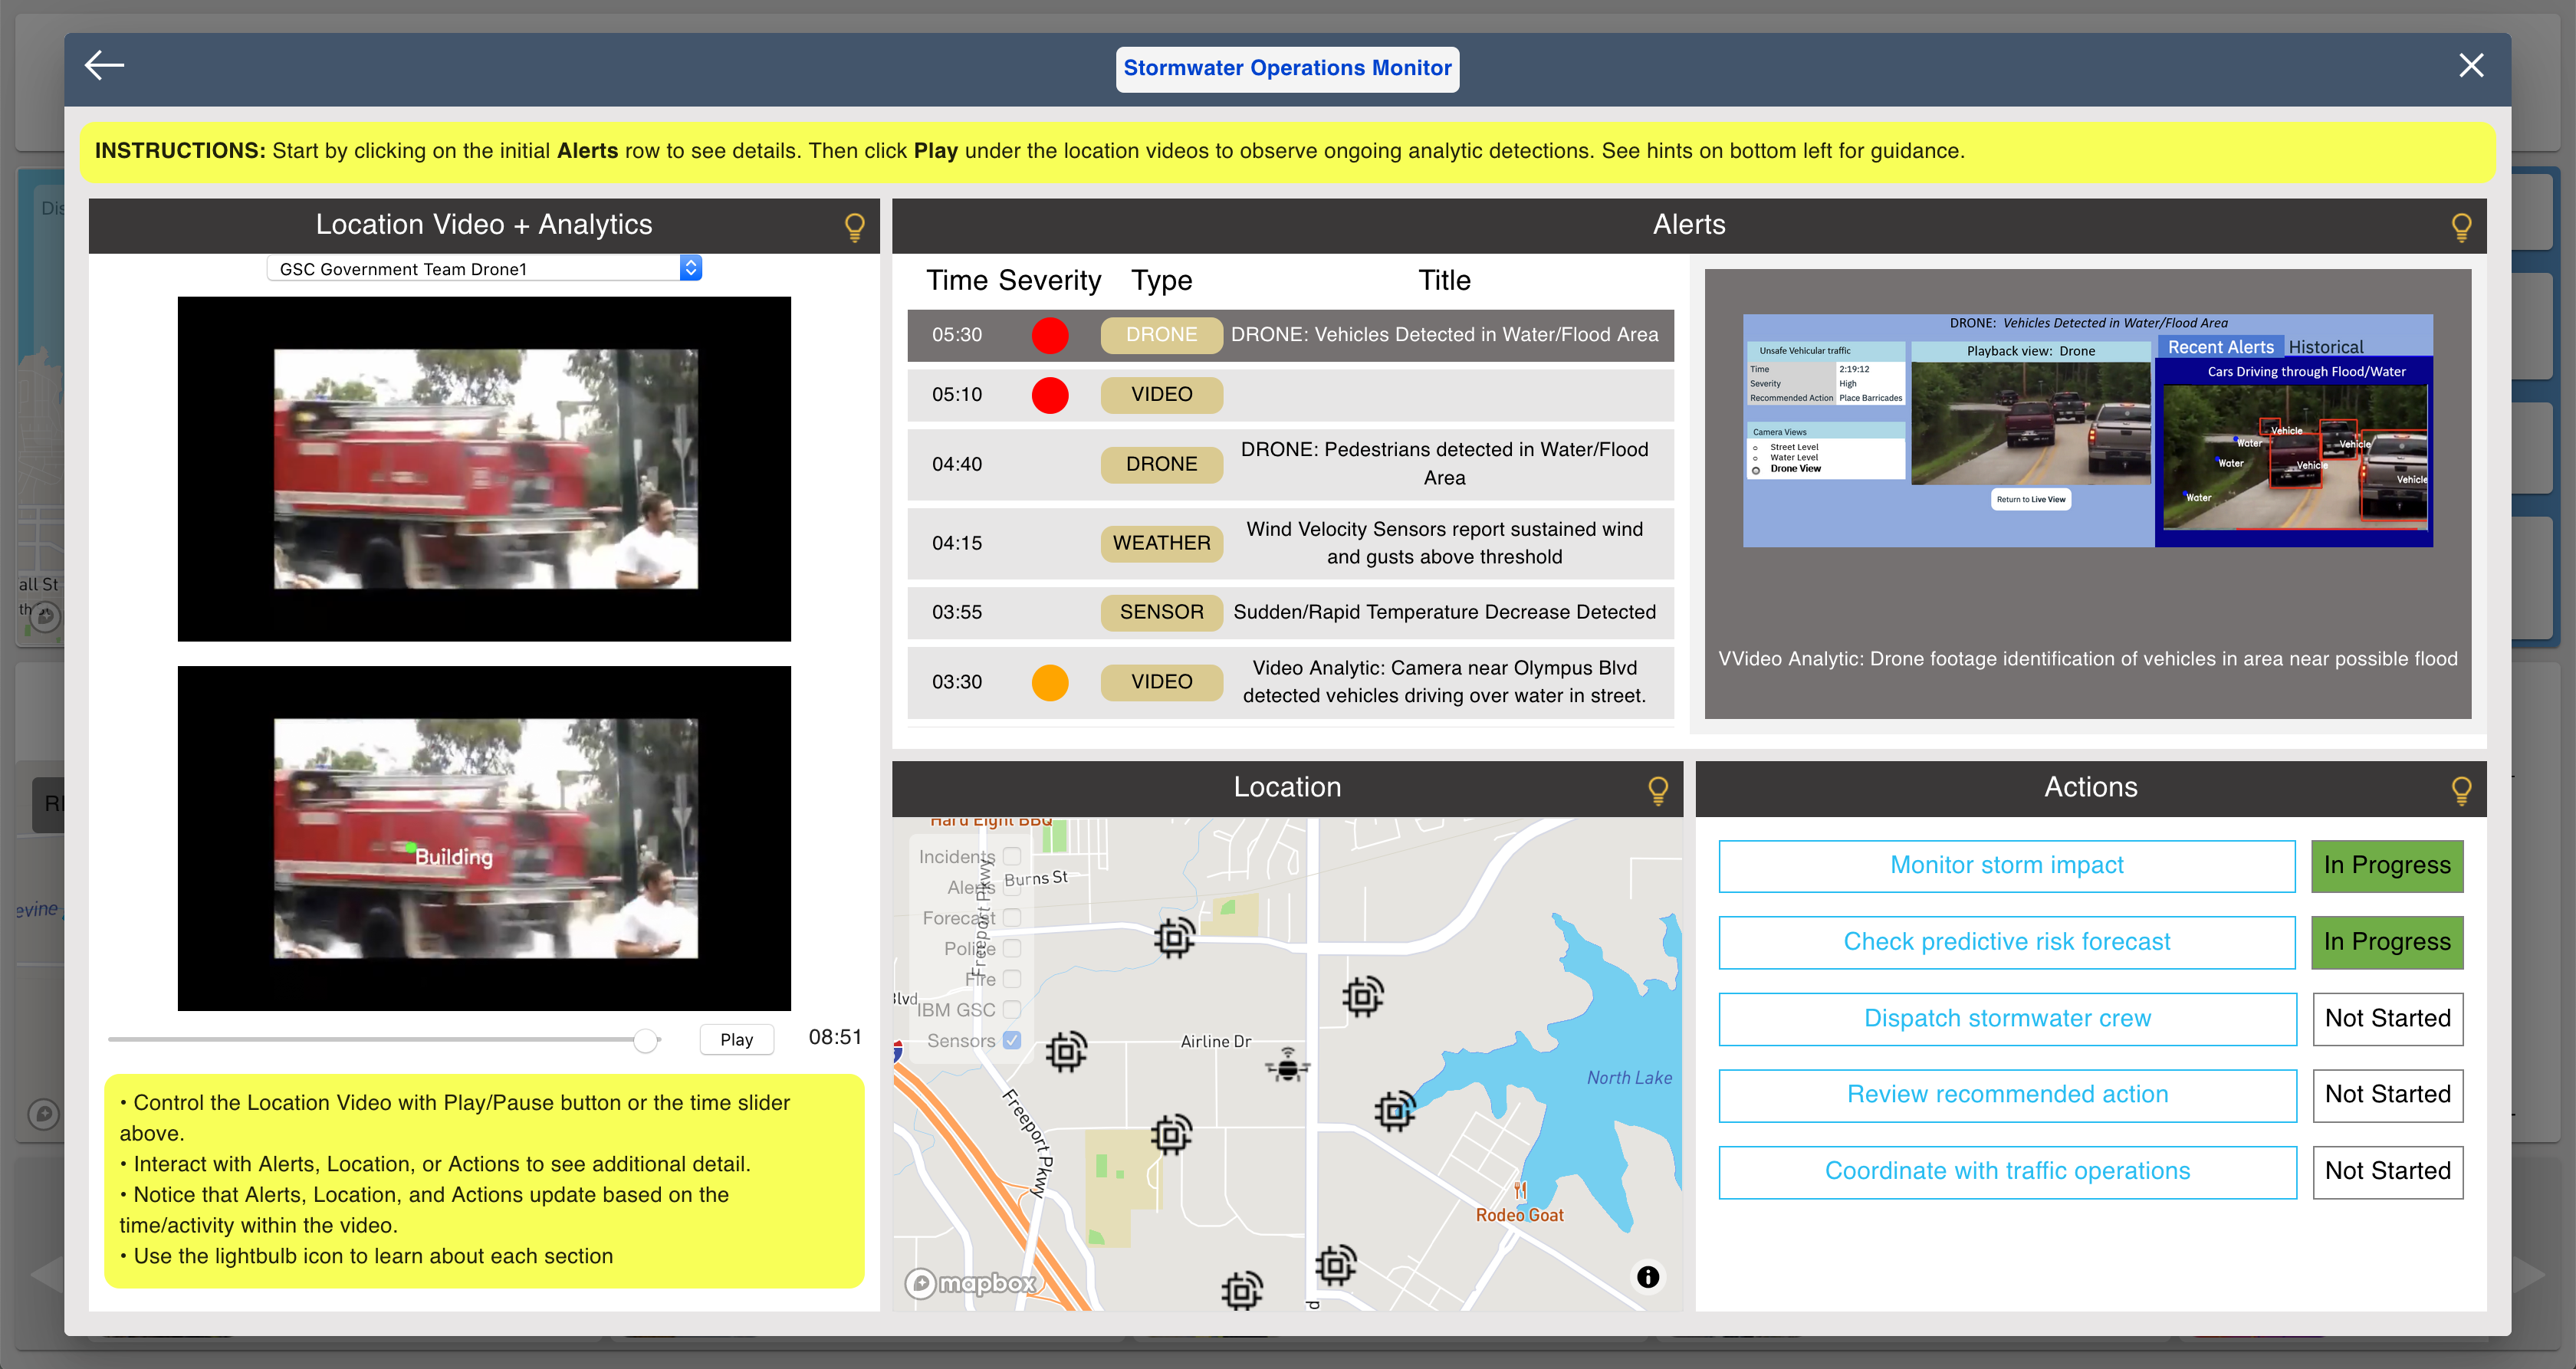 Stormwater Operations Monitor
INSTRUCTIONS: Start by clicking on the initial Alerts row to see details. Then click Play under the location videos to observe ongoing analytic detections. See hints on bottom left for guidance.
Location Video + Analytics
GSC Government Team Drone1
Building
Play
08:51
• Control the Location Video with Play/Pause button or the time slider
above.
• Interact with Alerts, Location, or Actions to see additional detail.
• Notice that Alerts, Location, and Actions update based on the
time/activity within the video.
• Use the lightbulb icon to learn about each section
Alerts
Time Severity Type Title
05:30 DRONE DRONE: Vehicles Detected in Water/Flood Area
05:10 VIDEO
04:40 DRONE DRONE: Pedestrians detected in Water/Flood
Area
04:15 WEATHER Wind Velocity Sensors report sustained wind
and gusts above threshold
03:55 SENSOR Sudden/Rapid Temperature Decrease Detected
03:30 VIDEO Video Analytic: Camera near Olympus Blvd
detected vehicles driving over water in street.
DRONE: Vehicles Detected in Water/Flood Area
Unsafe Vehicular traffic
Time 2:19:12
Severity High
Recommended Action Place Barricades
Camera Views
Street Level
Water Level
Drone View
Playback view: Drone
Return to Live View
Recent Alerts Historical
Cars Driving through Flood/Water
Vehicle
Water
Vehicle
Water
Vehicle
Vehicle
Water
VVideo Analytic: Drone footage identification of vehicles in area near possible flood
Location
Hard Eight BBQ
Incidents
Alerts
Burns St
Forecast
Police
Fire
IBM GSC
Sensors
Freeport Pkwy
Blvd
Airline Dr
North Lake
Freeport Pkwy
Rodeo Goat
mapbox
Actions
Monitor storm impact In Progress
Check predictive risk forecast In Progress
Dispatch stormwater crew Not Started
Review recommended action Not Started
Coordinate with traffic operations Not Started
all St
evine